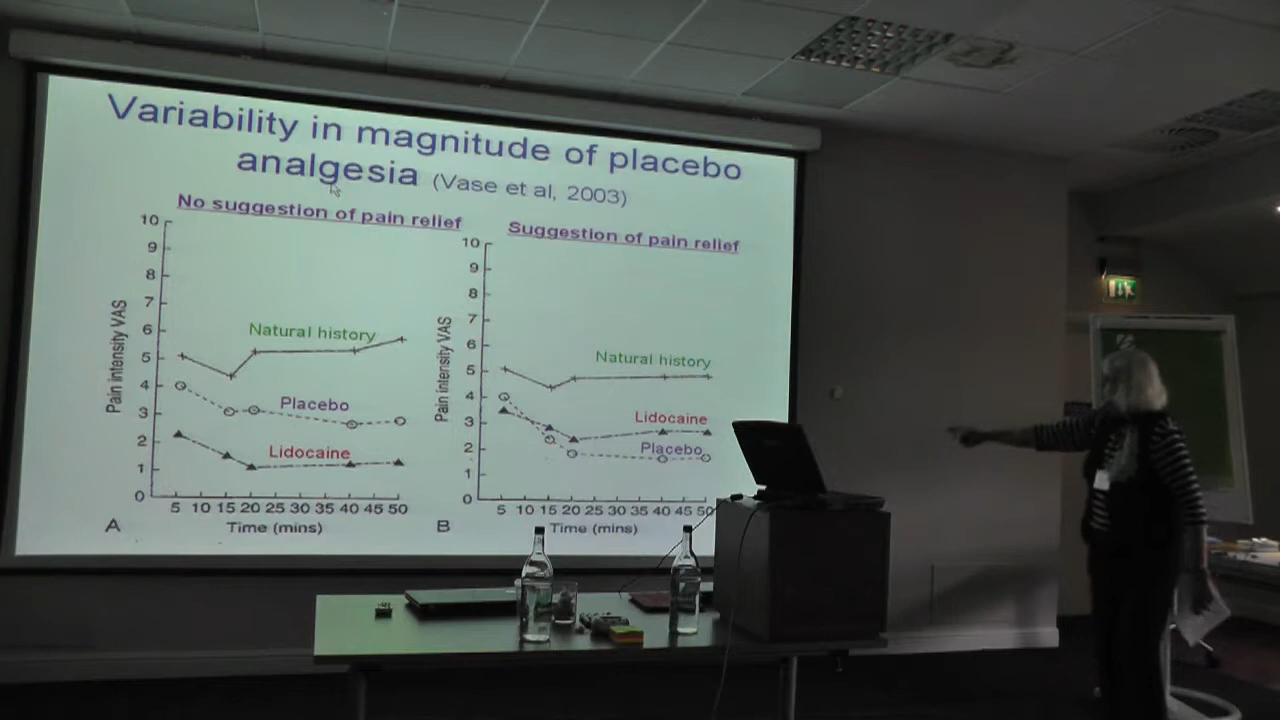 Variability in magnitude of placebo
analgesia (Vase et al, 2003)
No suggestion of pain relief
10
9
8
7
6
5
4
3
2
1
0
Pain intensity VAS
Natural history
Placebo
Lidocaine
5 10 15 20 25 30 35 40 45 50
Time (mins)
A
Suggestion of pain relief
10
9
8
7
6
5
4
3
2
1
0
Pain intensity VAS
Natural history
Lidocaine
Placebo
5 10 15 20 25 30 35 40 45 50
Time (mins)
B